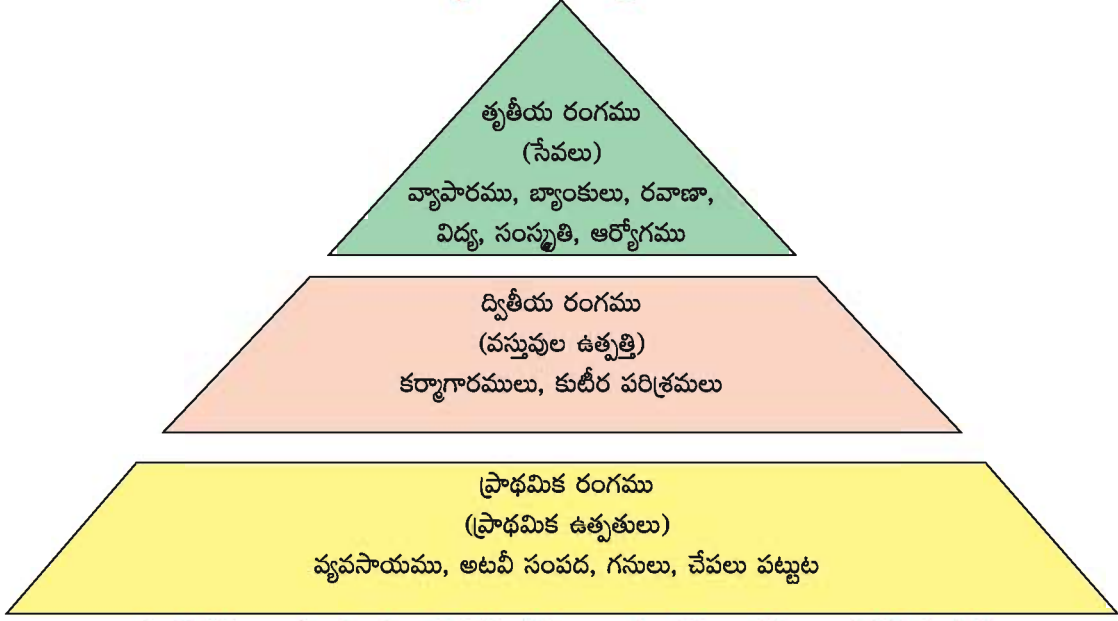 తృతీయ రంగము
(సేవలు)
వ్యాపారము, బ్యాంకులు, రవాణా,
విద్య, సంస్కృతి, ఆర్యోగము
ద్వితీయ రంగము
(వస్తువుల ఉత్పత్తి)
కర్మాగారములు, కుటీర పరిశ్రమలు
ప్రాథమిక రంగము
(ప్రాథమిక ఉత్పతులు)
వ్యవసాయము, అటవీ సంపద, గనులు, చేపలు పట్టుట